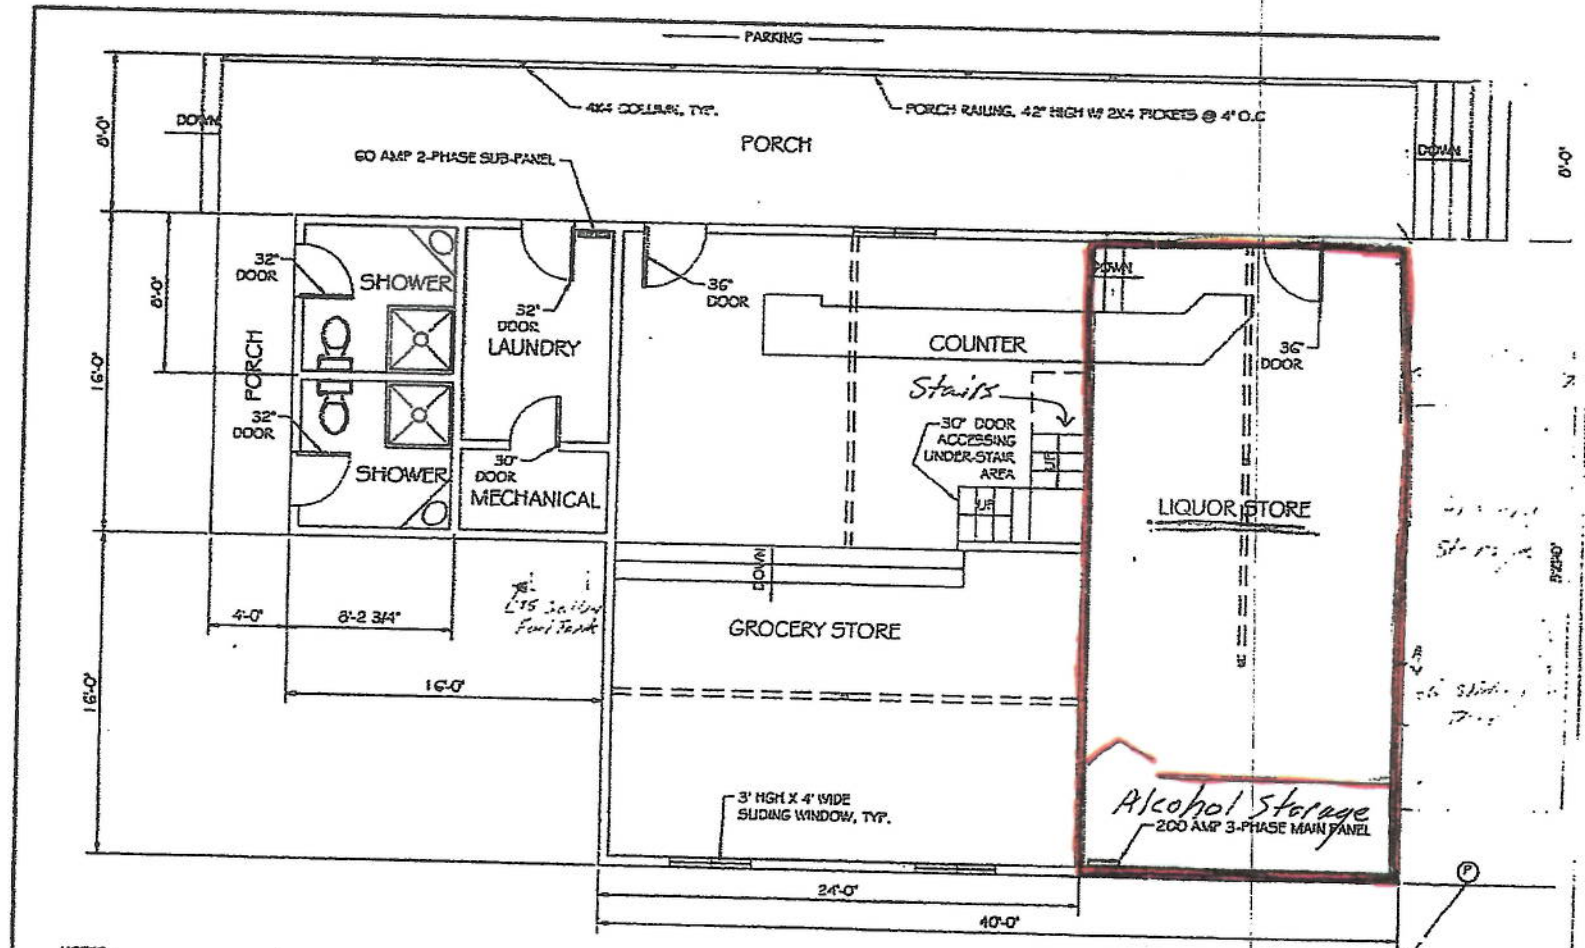 PARKING
4X4 COLUMN, TYP.
PORCH RAILING, 42" HIGH W/ 2X4 PICKETS @ 4" O.C
DOWN
8'-0"
PORCH
DOWN
8'-0"
60 AMP 2-PHASE SUB-PANEL
32"
DOOR
SHOWER
8'-0"
32"
DOOR
LAUNDRY
36"
DOOR
DOWN
COUNTER
36"
DOOR
PORCH
16'-0"
Stairs
32"
DOOR
30" DOOR
ACCESSING
UNDER-STAIR
AREA
UP
UP
SHOWER
30"
DOOR
MECHANICAL
LIQUOR STORE
DOWN
Fuel Tank
4'-0"
8'-2 3/4"
GROCERY STORE
16'-0"
16'-0"
3' HGH X 4' WIDE
SLIDING WINDOW, TYP.
Alcohol Storage
200 AMP 3-PHASE MAIN PANEL
P
24'-0"
40'-0"